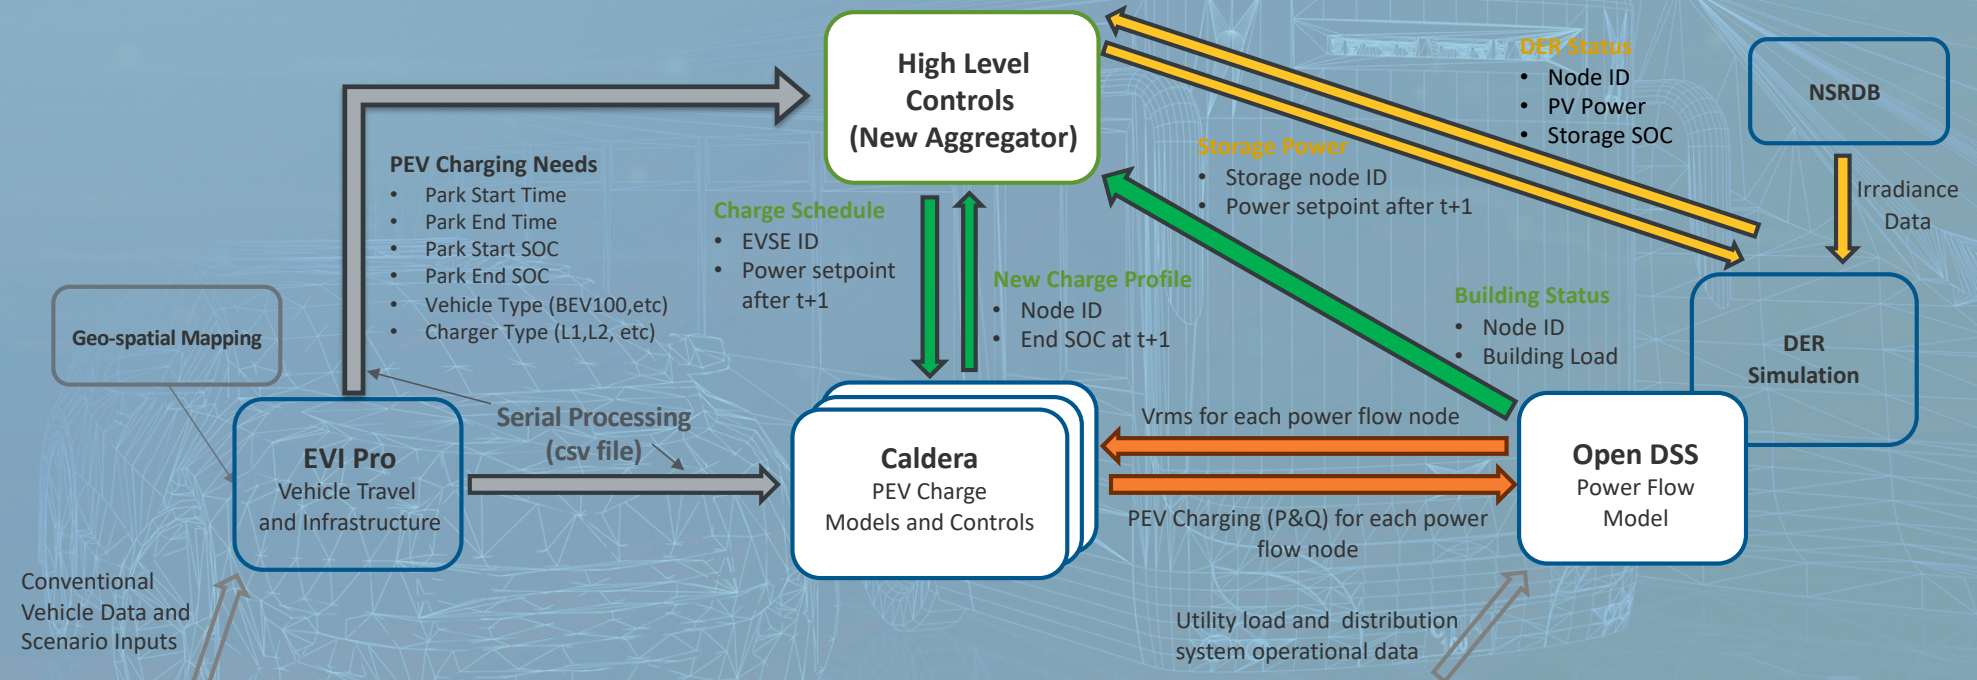 High Level
Controls
(New Aggregator)
DER Status
• Node ID
• PV Power
• Storage SOC
NSRDB
Irradiance
Data
PEV Charging Needs
• Park Start Time
• Park End Time
• Park Start SOC
• Park End SOC
• Vehicle Type (BEV100,etc)
• Charger Type (L1,L2, etc)
Storage Power
• Storage node ID
• Power setpoint after t+1
Charge Schedule
• EVSE ID
• Power setpoint
after t+1
New Charge Profile
• Node ID
• End SOC at t+1
Building Status
• Node ID
• Building Load
Geo-spatial Mapping
DER
Simulation
Serial Processing
(csv file)
EVI Pro
Vehicle Travel
and Infrastructure
Caldera
PEV Charge
Models and Controls
Vrms for each power flow node
PEV Charging (P&Q) for each power
flow node
Open DSS
Power Flow
Model
Conventional
Vehicle Data and
Scenario Inputs
Utility load and distribution
system operational data